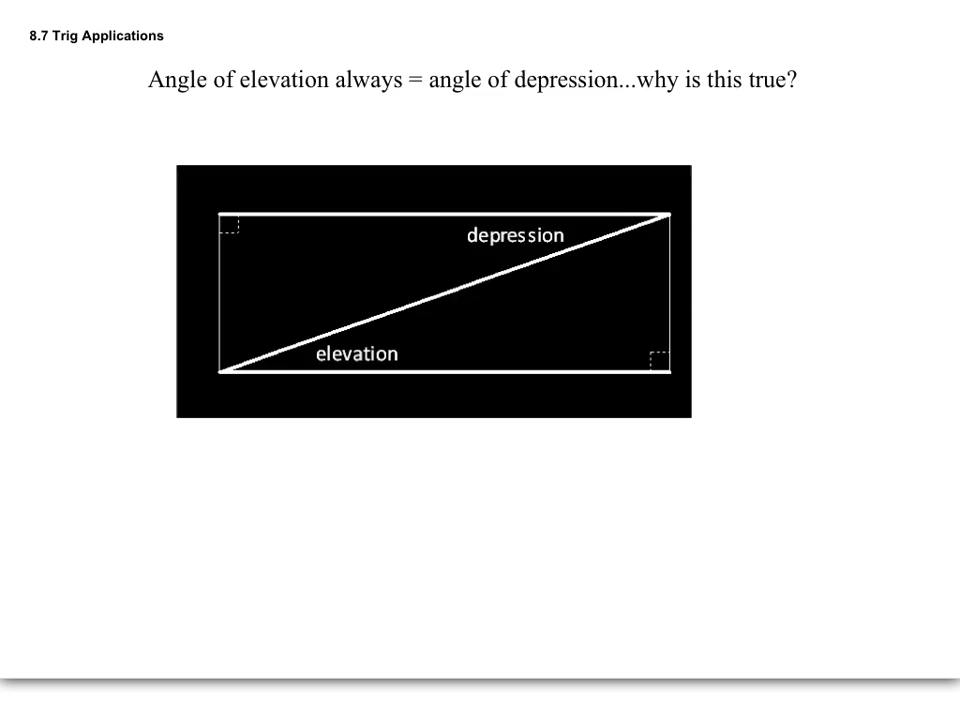 8.7 Trig Applications
Angle of elevation always = angle of depression...why is this true?
depression
elevation